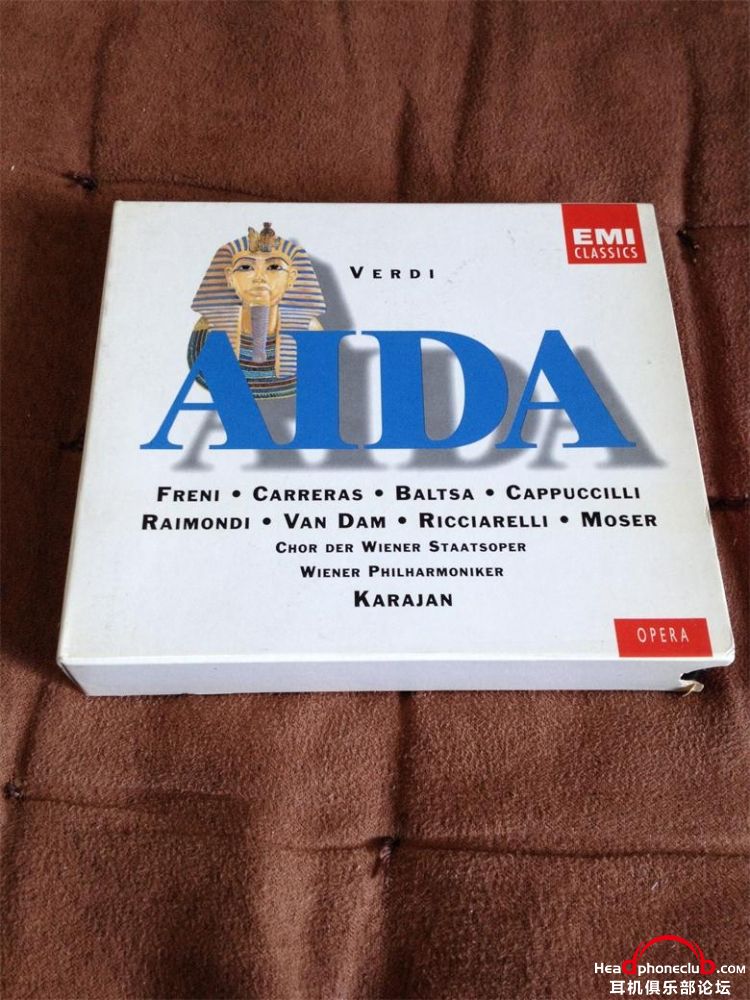 EMI
CLASSICS
VERDI
AIDA
FRENI • CARRERAS • BALTSA • CAPPUCCILLI
RAIMONDI • VAN DAM • RICCIARELLI • MOSER
CHOR DER WIENER STAATSOPER
WIENER PHILHARMONIKER
KARAJAN
OPERA
Headphoneclub.com
耳机俱乐部论坛